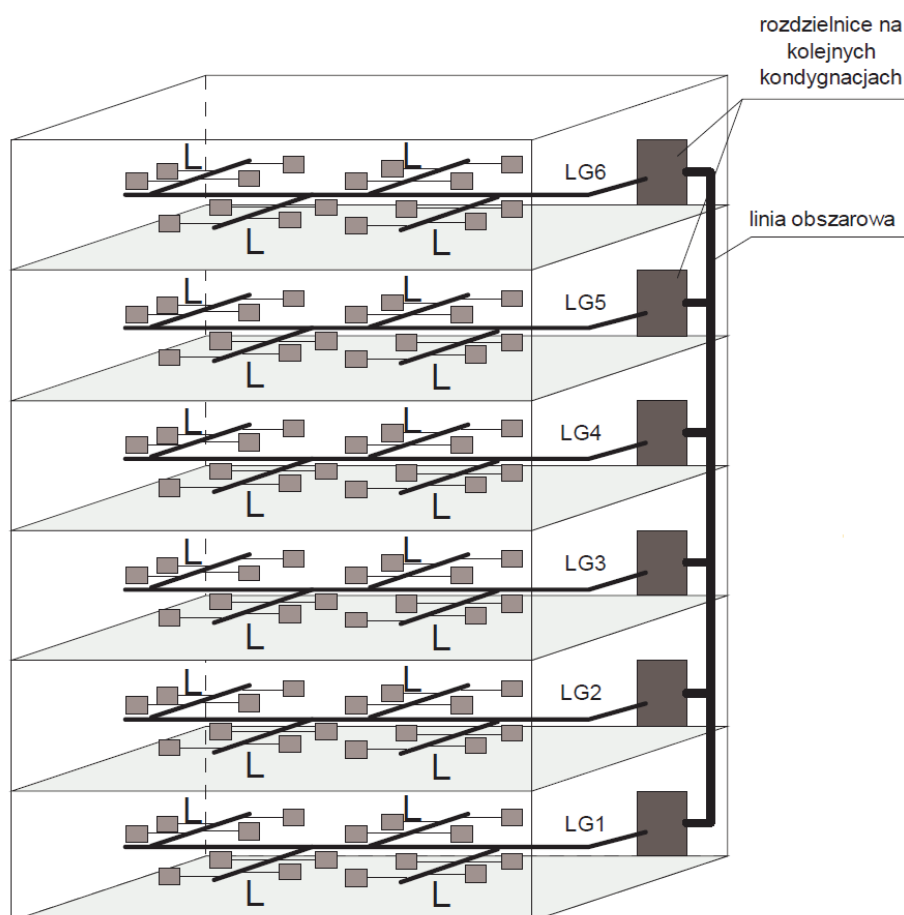 rozdzielnice na
kolejnych
kondygnacjach
L L LG6
linia obszarowa
L L
L L LG5
L L
L L LG4
L L
L L LG3
L L
L L LG2
L L
L L LG1
L L